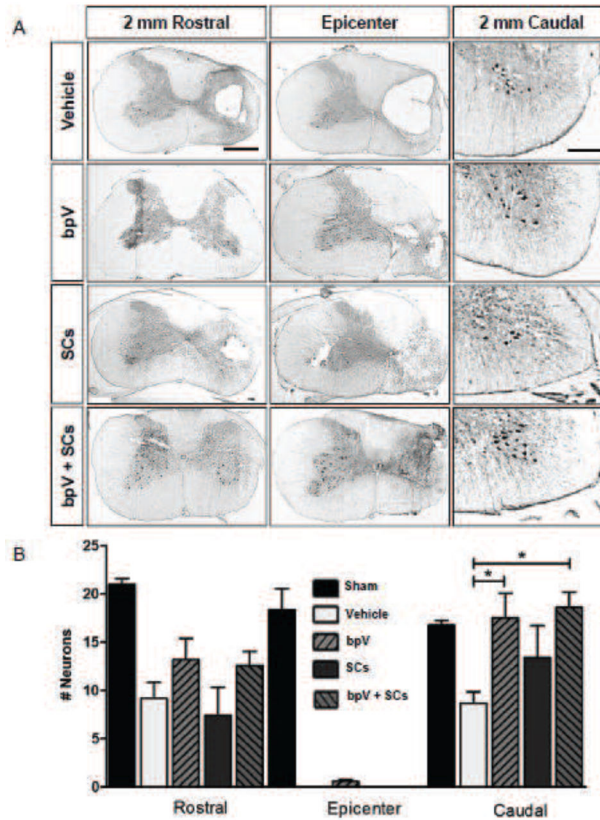 A
2 mm Rostral
Epicenter
2 mm Caudal
Vehicle
bpV
SCs
bpV + SCs
B
# Neurons
25
20
15
10
5
0
Sham
Vehicle
bpV
SCs
bpV + SCs
*
*
Rostral
Epicenter
Caudal